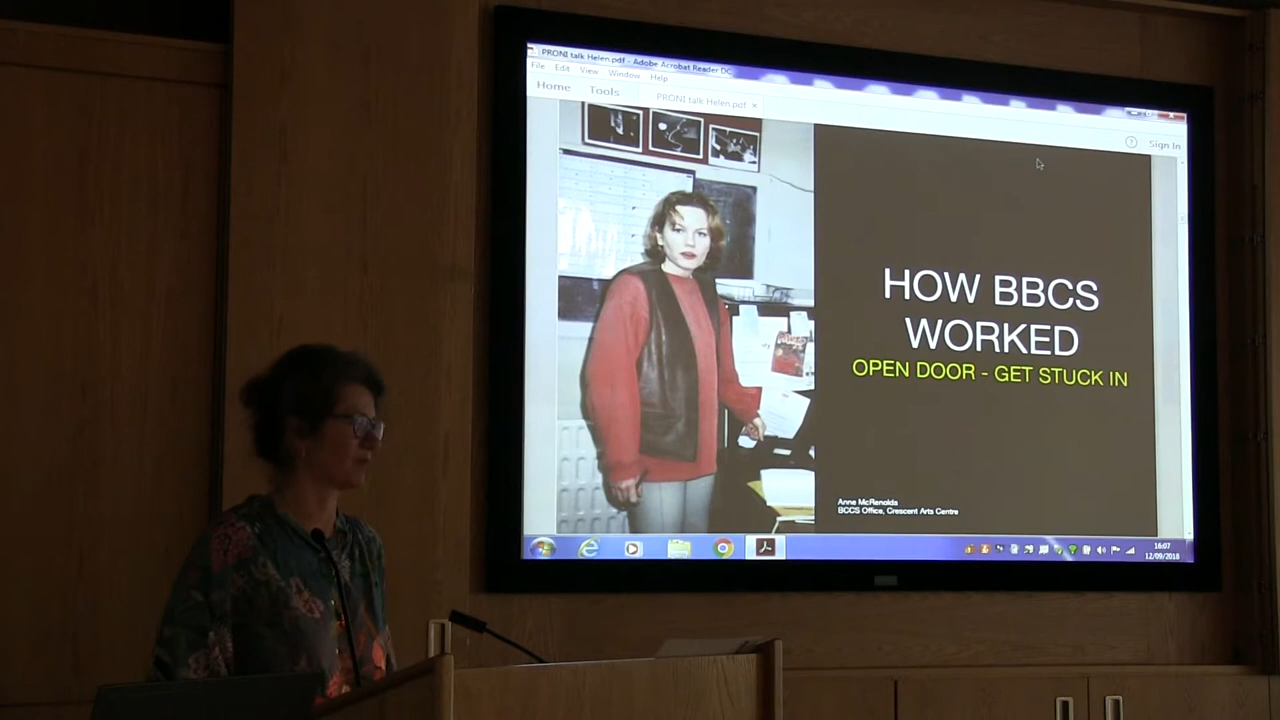 PRONI talk Helen.pdf - Adobe Acrobat Reader DC
File Edit View Window Help
Home Tools PRONI talk Helen.pdf ×
? Sign In
HOW BBCS
WORKED
OPEN DOOR - GET STUCK IN
Anne McRenolds
BCCS Office, Crescent Arts Centre
16:07
12/09/2018